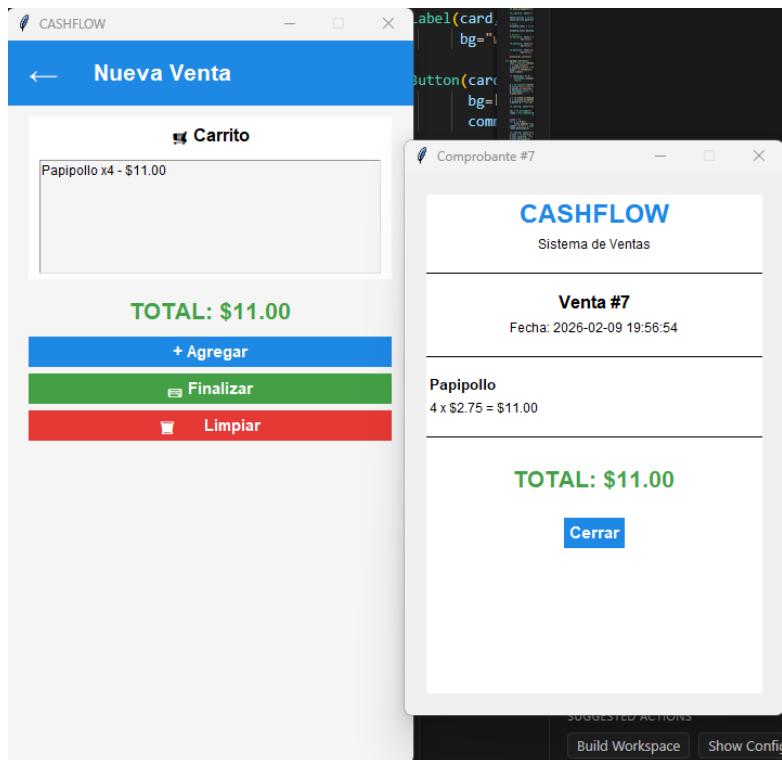 CASHFLOW
← Nueva Venta
Carrito
Papipollo x4 - $11.00
TOTAL: $11.00
+ Agregar
Finalizar
Limpiar
Label(card,
bg="
Button(card
bg=
comm
Comprobante #7
CASHFLOW
Sistema de Ventas
Venta #7
Fecha: 2026-02-09 19:56:54
Papipollo
4 x $2.75 = $11.00
TOTAL: $11.00
Cerrar
SUGGESTED ACTIONS
Build Workspace
Show Config